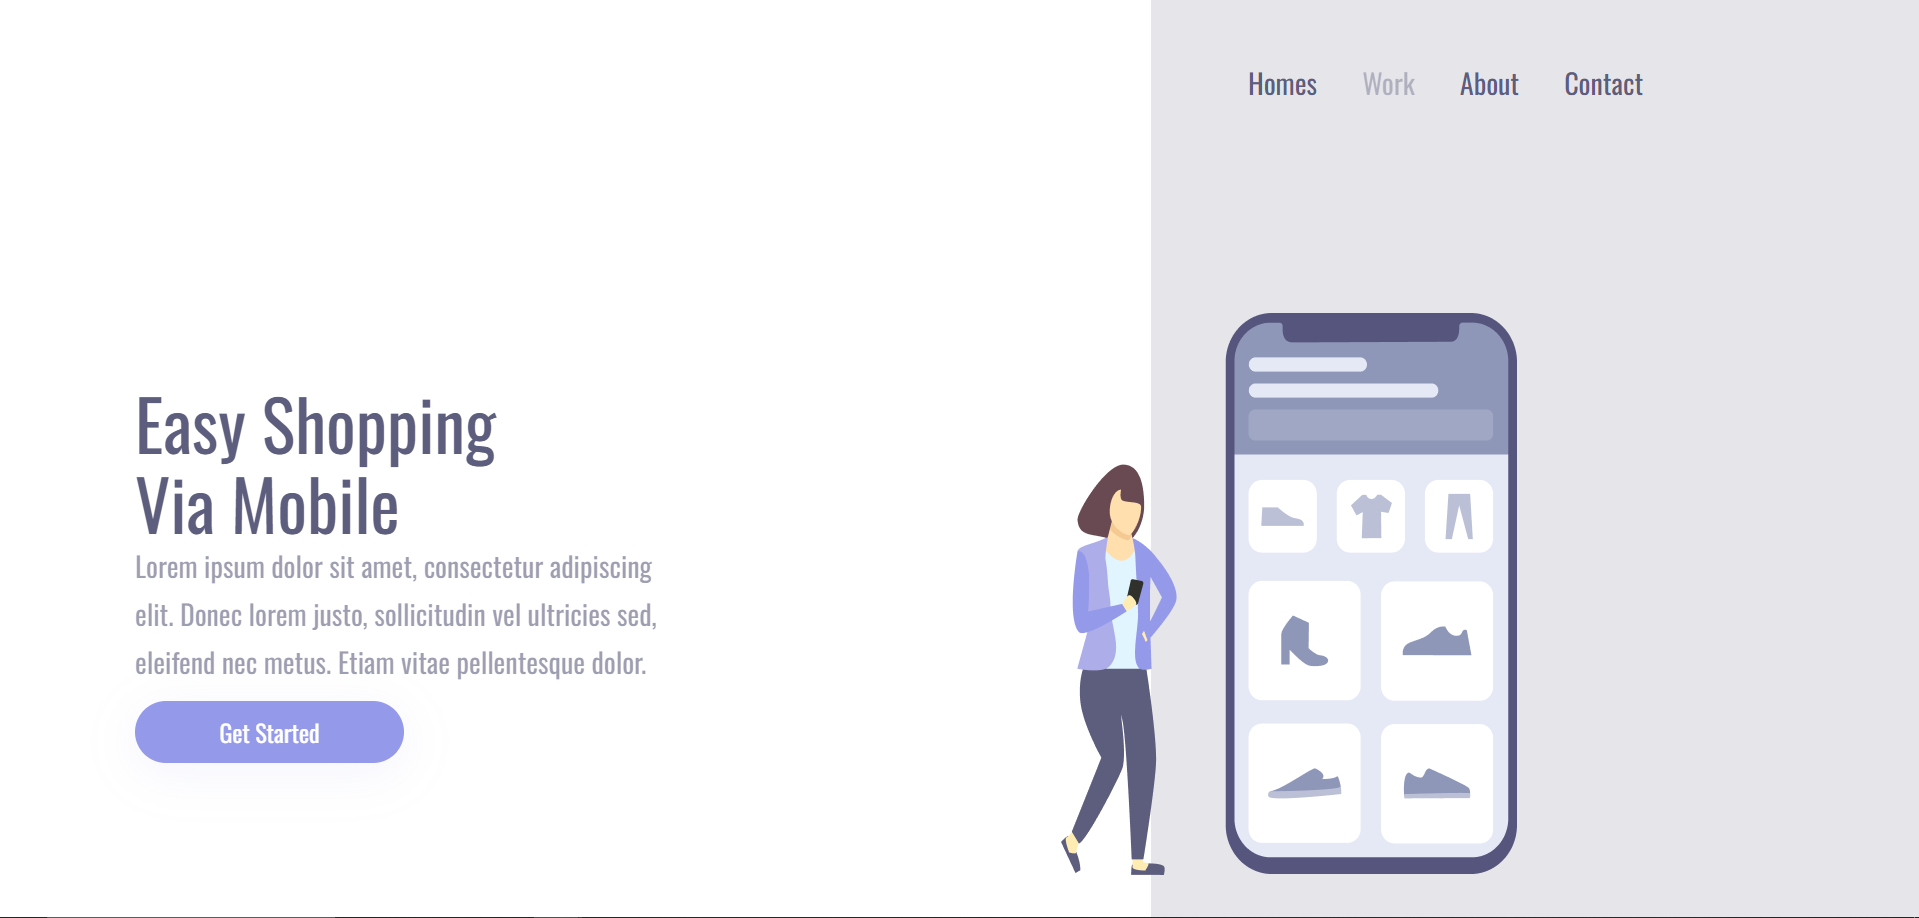 Homes Work About Contact
Easy Shopping
Via Mobile
Lorem ipsum dolor sit amet, consectetur adipiscing
elit. Donec lorem justo, sollicitudin vel ultricies sed,
eleifend nec metus. Etiam vitae pellentesque dolor.
Get Started